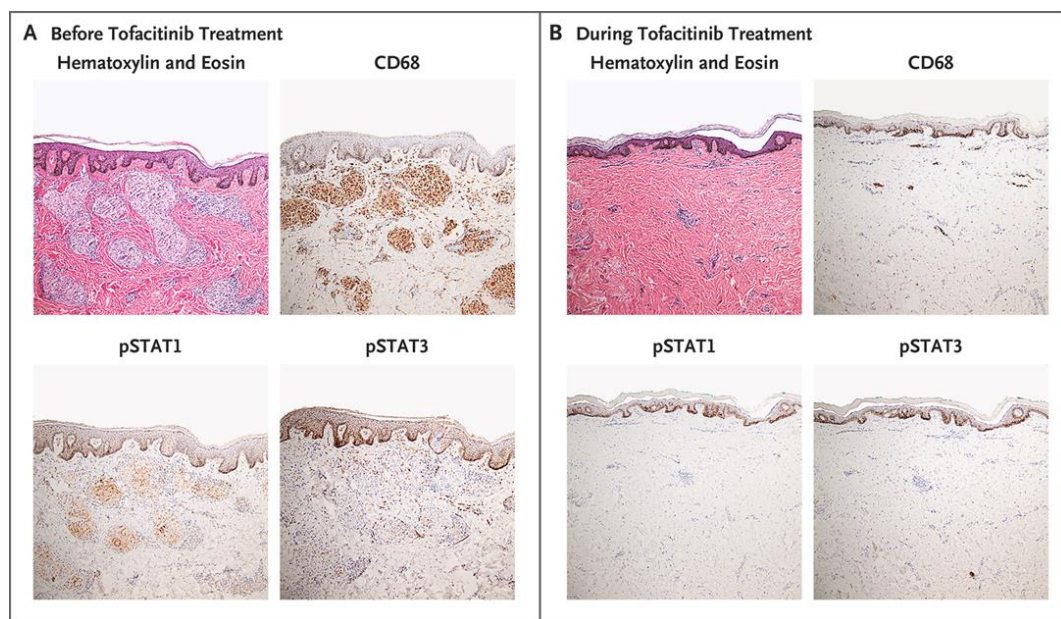 A Before Tofacitinib Treatment
Hematoxylin and Eosin
CD68
pSTAT1
pSTAT3
B During Tofacitinib Treatment
Hematoxylin and Eosin
CD68
pSTAT1
pSTAT3